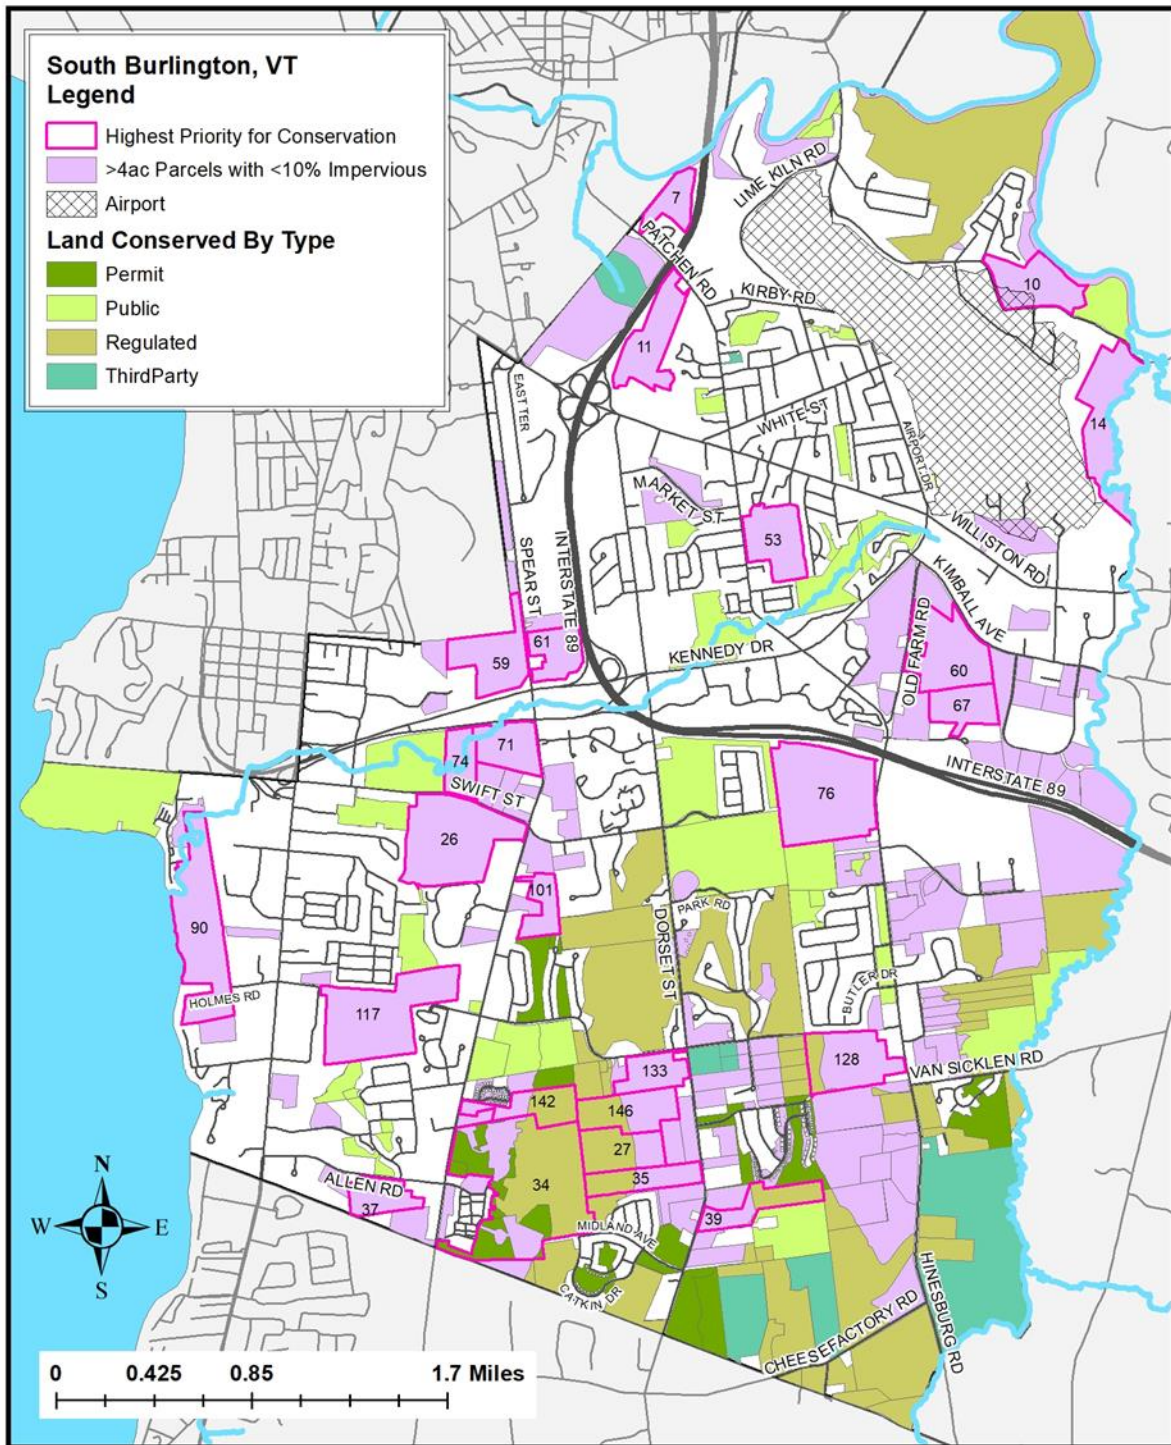 South Burlington, VT
Legend
Highest Priority for Conservation
>4ac Parcels with <10% Impervious
Airport
Land Conserved By Type
Permit
Public
Regulated
ThirdParty
LIME KILN RD
7
PATCHEN RD
KIRBY RD
10
11
EAST TER
WHITE ST
14
AIRPORT DR
MARKET ST
53
WILLISTON RD
KIMBALL AVE
SPEAR ST
INTERSTATE 89
OLD FARM RD
61
59
KENNEDY DR
60
67
71
74
SWIFT ST
INTERSTATE 89
76
26
101
PARK RD
DORSET ST
90
BUTLER DR
HOLMES RD
117
128
VAN SICKLEN RD
133
142
146
27
35
34
ALLEN RD
37
39
MIDLAND AVE
CATKIN DR
HINESBURG RD
CHEESEFACTORY RD
N
W
E
S
0 0.425 0.85 1.7 Miles